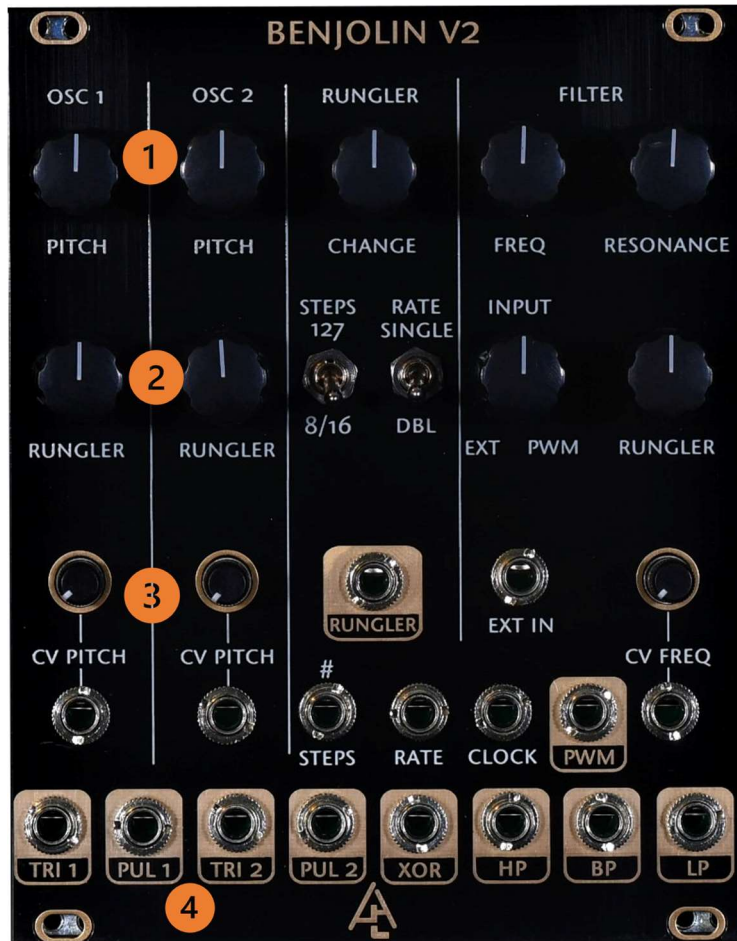 BENJOLIN V2
OSC 1 OSC 2 RUNGLER FILTER
1
PITCH PITCH CHANGE FREQ RESONANCE
STEPS RATE INPUT
127 SINGLE
2
8/16 DBL
RUNGLER RUNGLER EXT PWM RUNGLER
3
RUNGLER EXT IN
CV PITCH CV PITCH CV FREQ
#
STEPS RATE CLOCK PWM
TRI 1 PUL 1 TRI 2 PUL 2 XOR HP BP LP
4